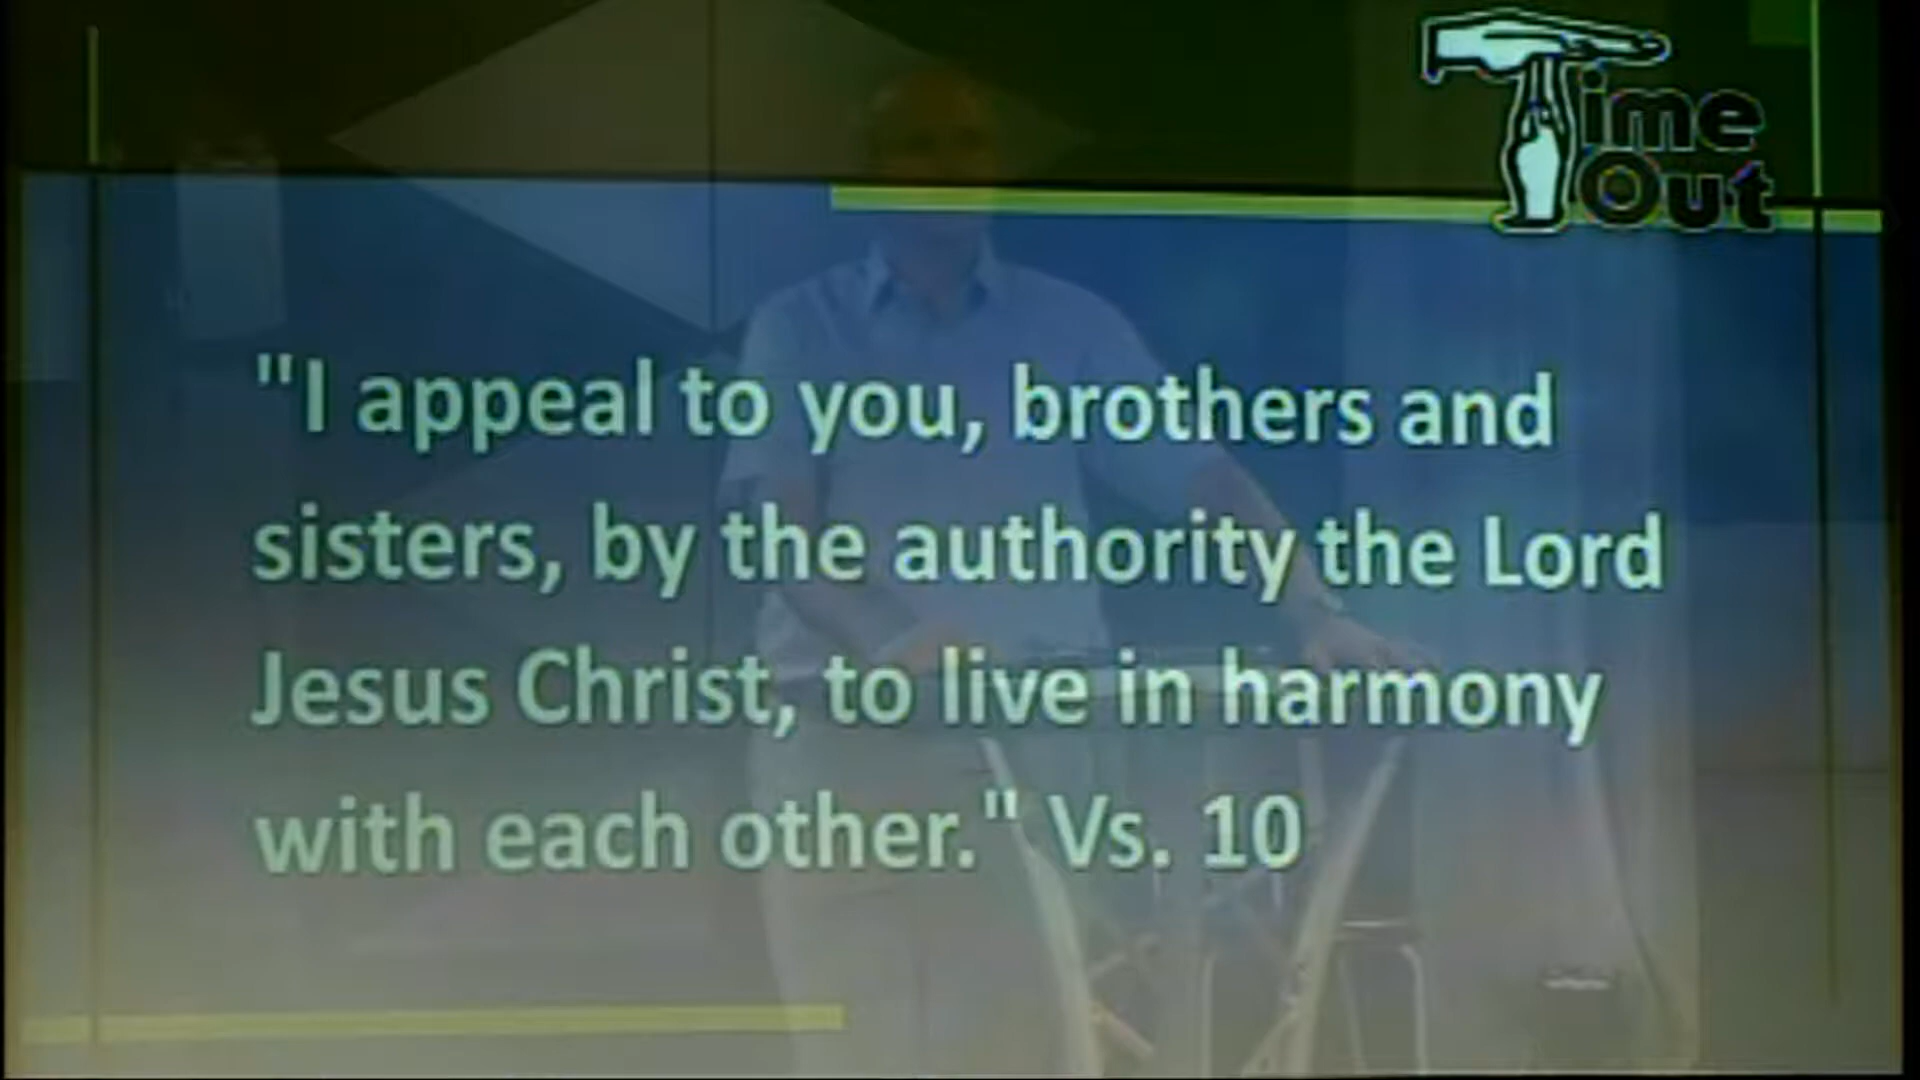 Time
Out
"I appeal to you, brothers and
sisters, by the authority the Lord
Jesus Christ, to live in harmony
with each other." Vs. 10